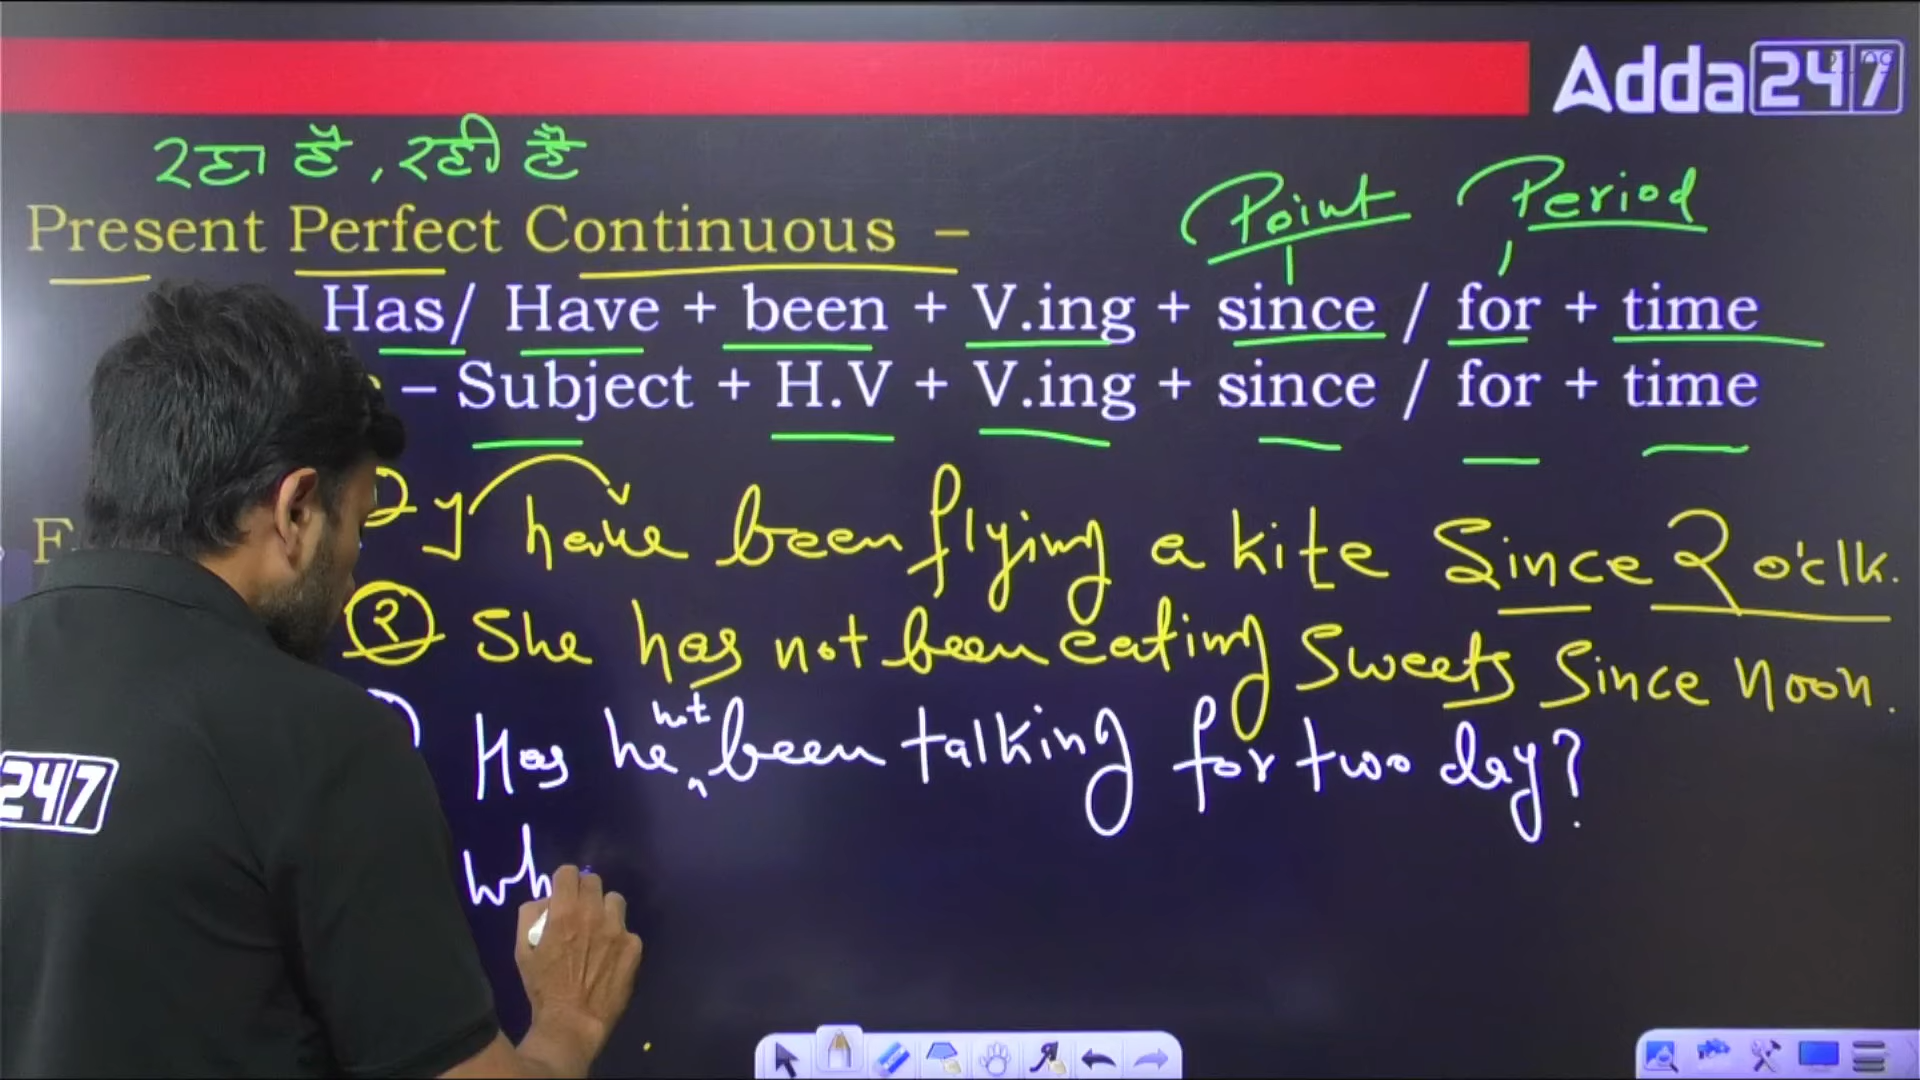 Adda247
रहा है, रही है
Point Period
Present Perfect Continuous –
Has/ Have + been + V.ing + since / for + time
– Subject + H.V + V.ing + since / for + time
I have been flying a kite Since 2 o'clk.
② She has not been eating Sweets Since noon.
Has he not been talking for two day?
Wh
247